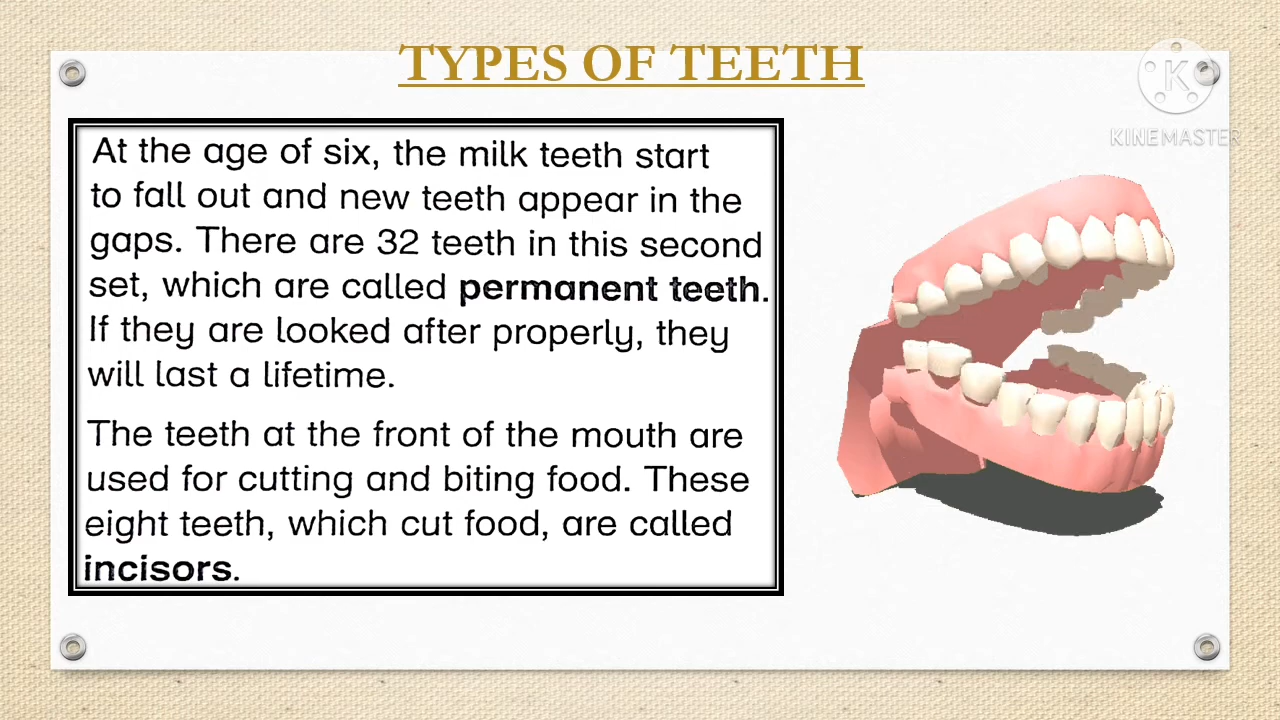 TYPES OF TEETH
K
KINEMASTER
At the age of six, the milk teeth start
to fall out and new teeth appear in the
gaps. There are 32 teeth in this second
set, which are called permanent teeth.
If they are looked after properly, they
will last a lifetime.
The teeth at the front of the mouth are
used for cutting and biting food. These
eight teeth, which cut food, are called
incisors.